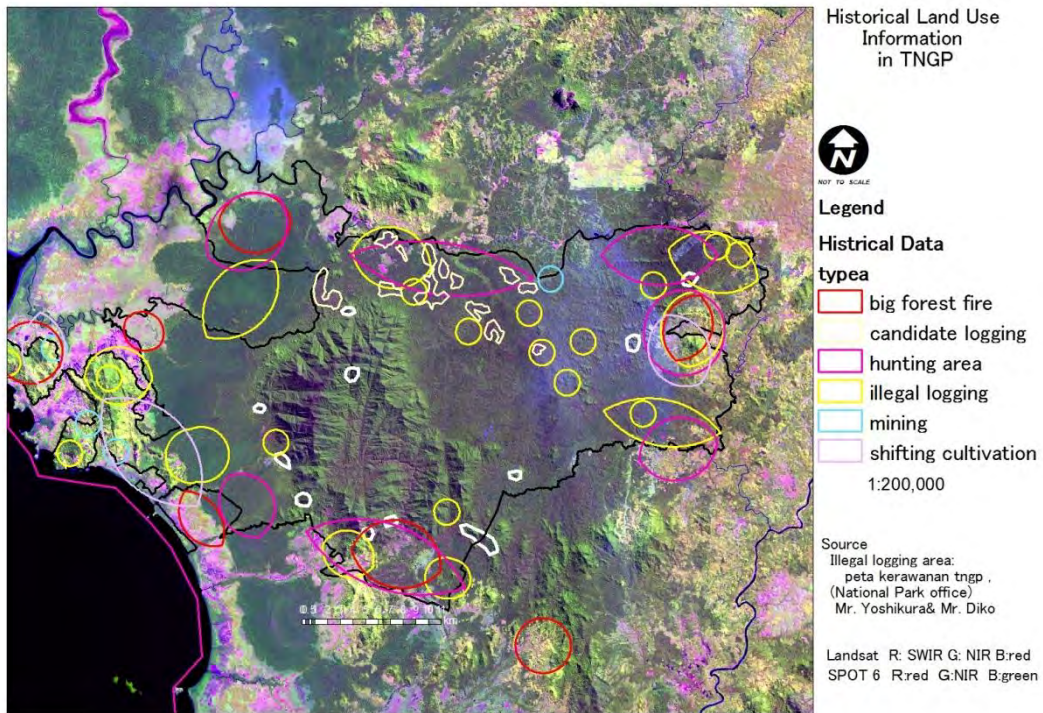 Historical Land Use
Information
in TNGP
N
NOT TO SCALE
Legend
Histrical Data
typea
big forest fire
candidate logging
hunting area
illegal logging
mining
shifting cultivation
1:200,000
Source
Illegal logging area:
peta kerawanan tngp ,
(National Park office)
Mr. Yoshikura& Mr. Diko
Landsat R: SWIR G: NIR B:red
SPOT 6 R:red G:NIR B:green
km